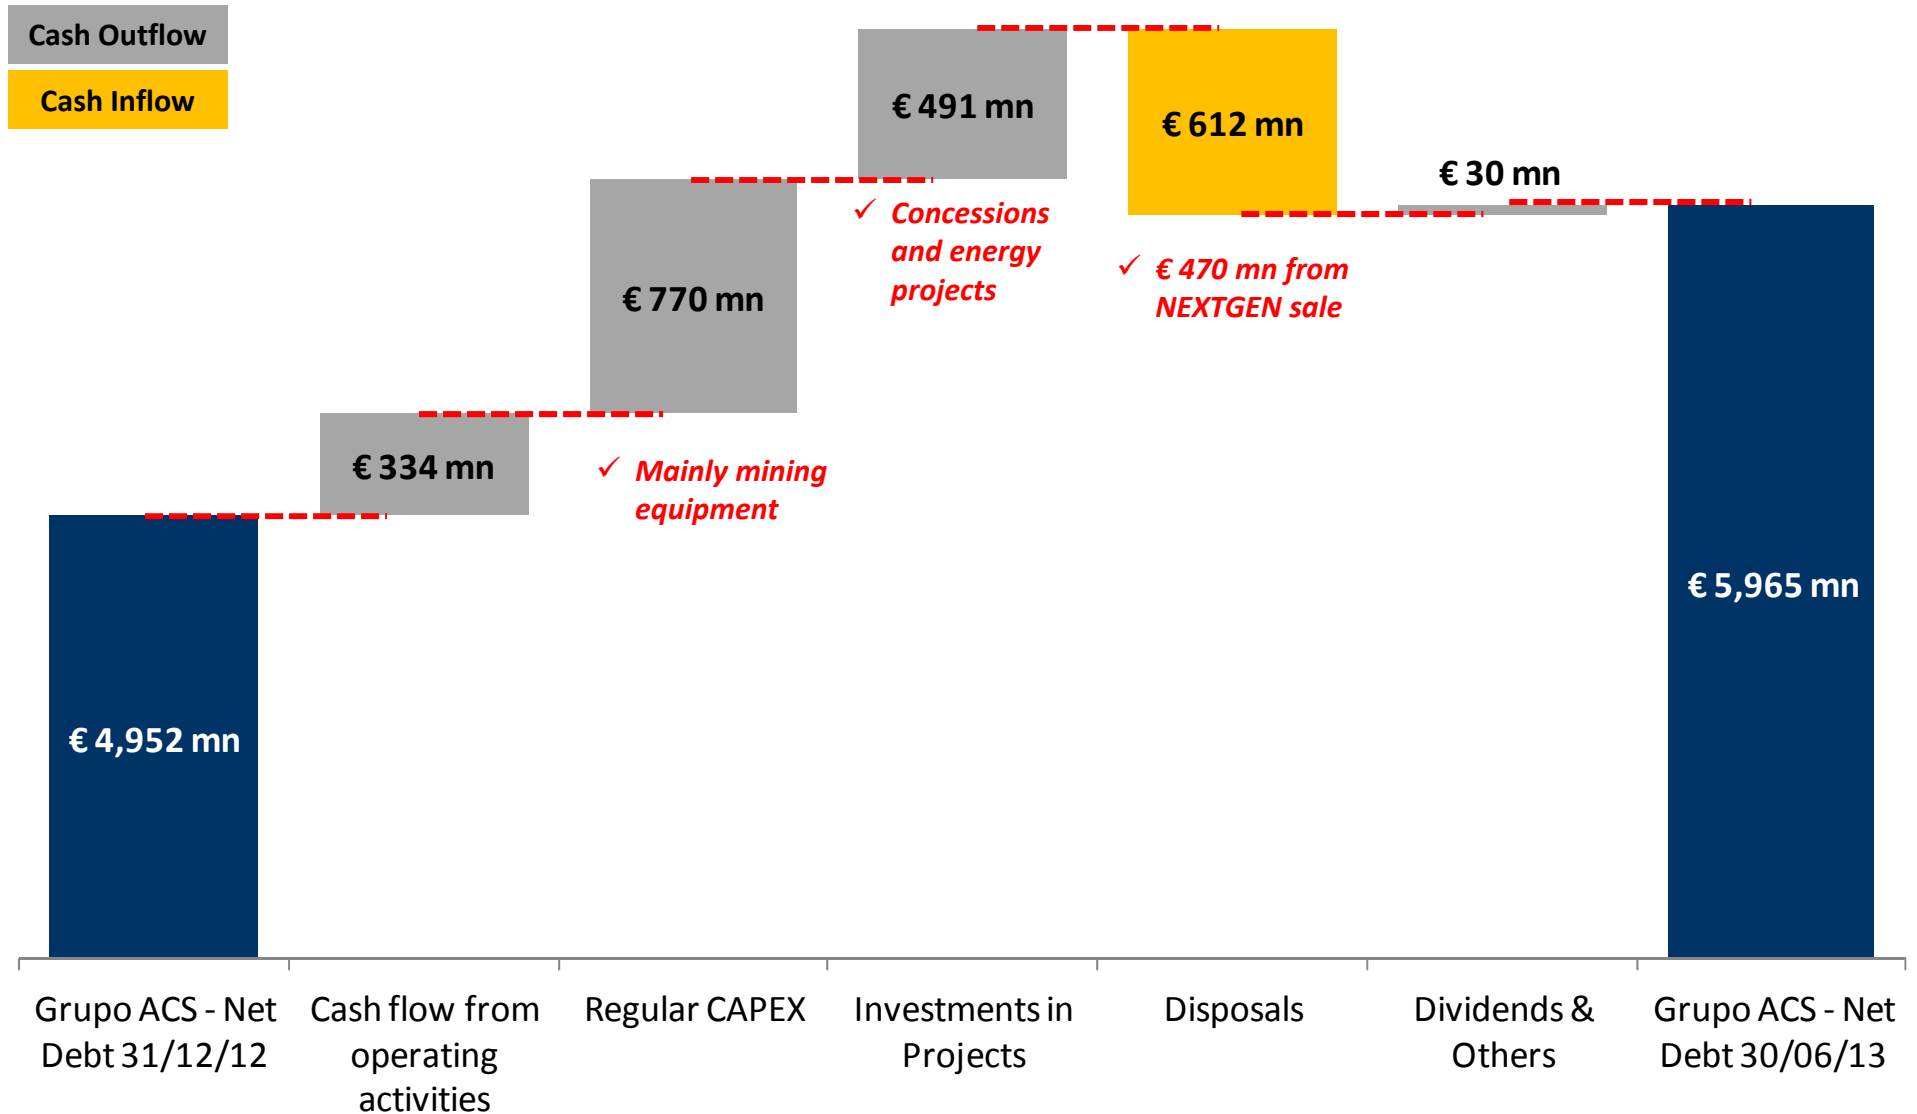 Cash Outflow
Cash Inflow
€ 491 mn
€ 612 mn
€ 30 mn
✓ Concessions
and energy
projects
✓ € 470 mn from
NEXTGEN sale
€ 770 mn
€ 334 mn
✓ Mainly mining
equipment
€ 5,965 mn
€ 4,952 mn
Grupo ACS - Net
Debt 31/12/12
Cash flow from
operating
activities
Regular CAPEX
Investments in
Projects
Disposals
Dividends &
Others
Grupo ACS - Net
Debt 30/06/13